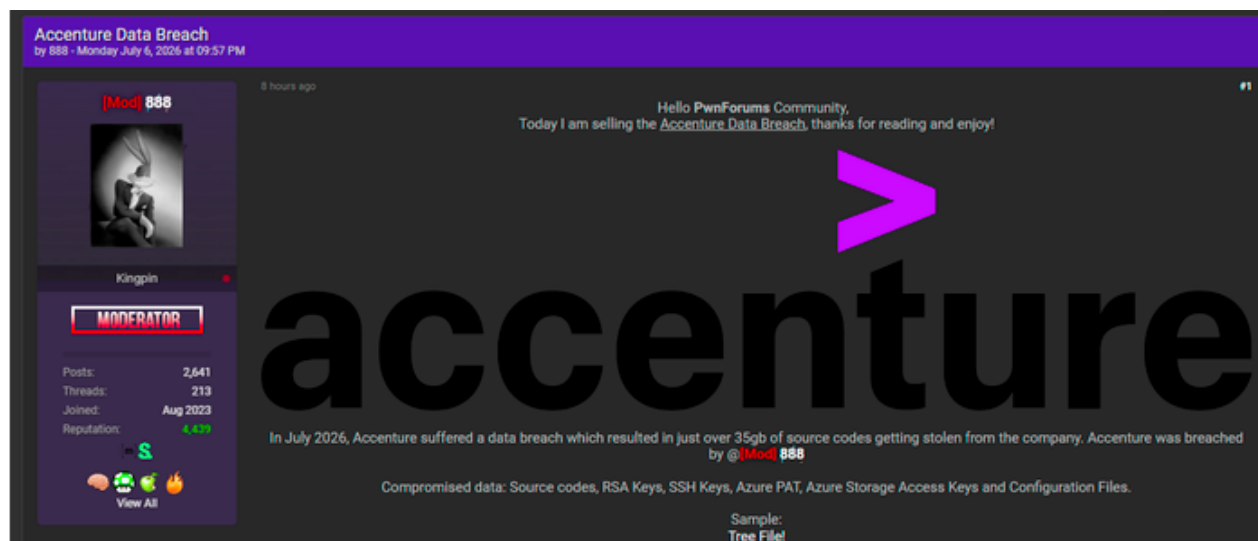 Accenture Data Breach
by 888 - Monday July 6, 2026 at 09:57 PM
[Mod] 888
Kingpin
MODERATOR
Posts: 2,641
Threads: 213
Joined: Aug 2023
Reputation: 4,439
S
View All
8 hours ago
#1
Hello PwnForums Community,
Today I am selling the Accenture Data Breach, thanks for reading and enjoy!
>
accenture
In July 2026, Accenture suffered a data breach which resulted in just over 35gb of source codes getting stolen from the company. Accenture was breached
by @[Mod] 888
Compromised data: Source codes, RSA Keys, SSH Keys, Azure PAT, Azure Storage Access Keys and Configuration Files.
Sample:
Tree File!